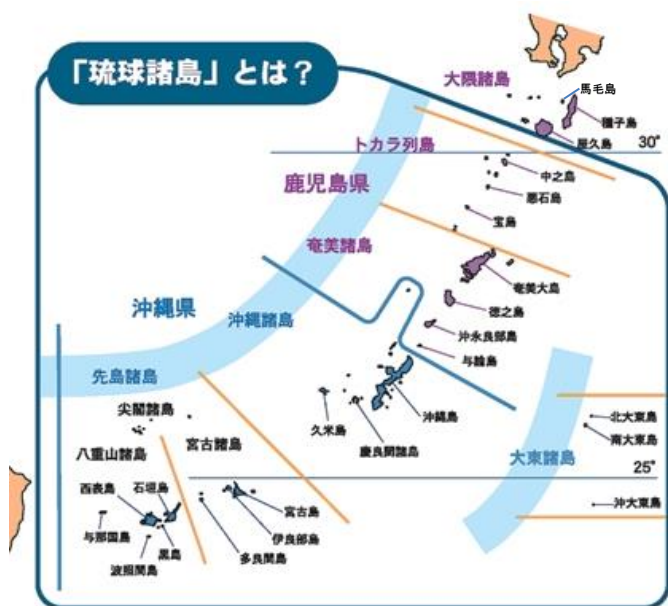 「琉球諸島」とは？
大隈諸島
馬毛島
種子島
屋久島
30°
トカラ列島
中之島
鹿児島県
悪石島
宝島
奄美諸島
奄美大島
徳之島
沖縄県
沖縄諸島
沖永良部島
与論島
先島諸島
尖閣諸島
久米島
慶良間諸島
沖縄島
北大東島
南大東島
大東諸島
八重山諸島
宮古諸島
25°
西表島
石垣島
与那国島
黒島
波照間島
宮古島
伊良部島
多良間島
沖大東島